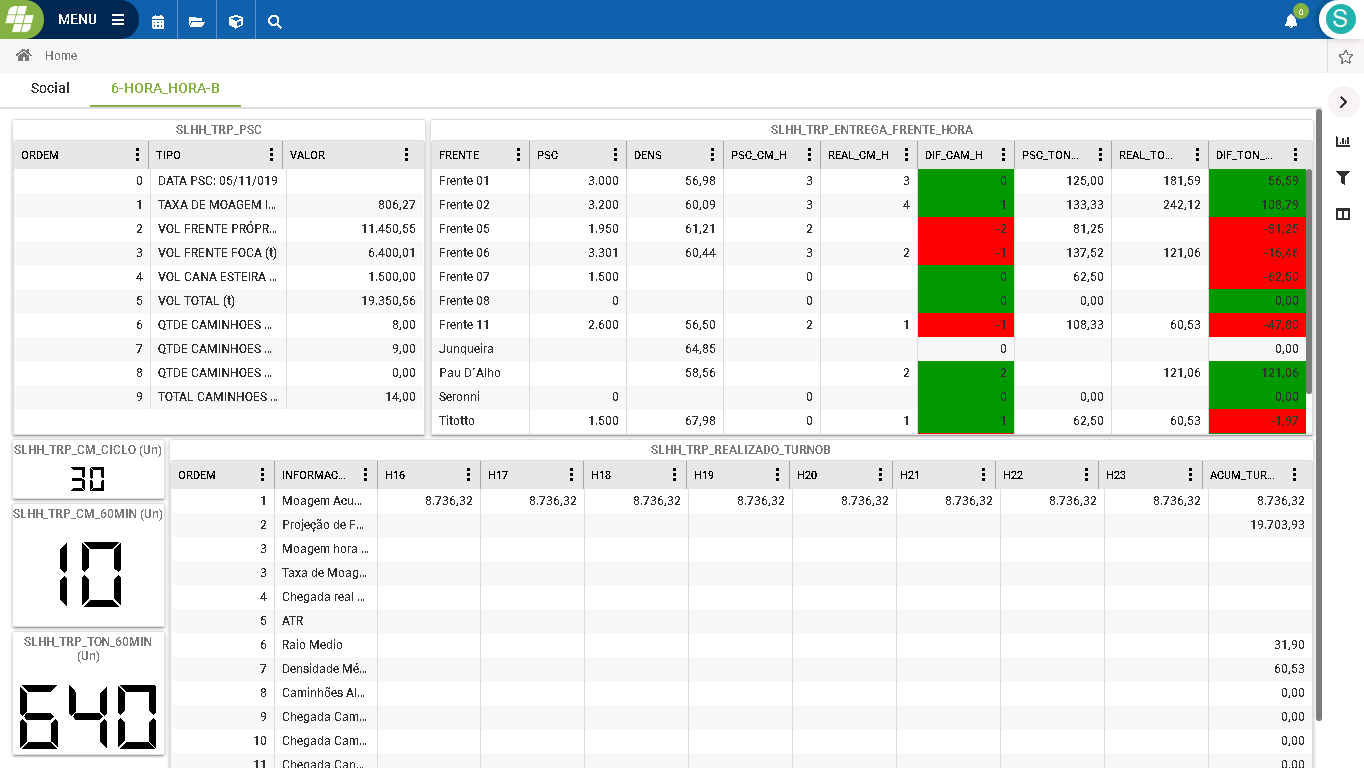 MENU
0
S
Home
Social 6-HORA_HORA-B
SLHH_TRP_PSC
ORDEM TIPO VALOR
0 DATA PSC: 05/11/019
1 TAXA DE MOAGEM I... 806,27
2 VOL FRENTE PRÓPR... 11.450,55
3 VOL FRENTE FOCA (t) 6.400,01
4 VOL CANA ESTEIRA ... 1.500,00
5 VOL TOTAL (t) 19.350,56
6 QTDE CAMINHOES ... 8,00
7 QTDE CAMINHOES ... 9,00
8 QTDE CAMINHOES ... 0,00
9 TOTAL CAMINHOES ... 14,00
SLHH_TRP_ENTREGA_FRENTE_HORA
FRENTE PSC DENS PSC_CM_H REAL_CM_H DIF_CAM_H PSC_TON... REAL_TO... DIF_TON_...
Frente 01 3.000 56,98 3 3 0 125,00 181,59 56,59
Frente 02 3.200 60,09 3 4 1 133,33 242,12 108,79
Frente 05 1.950 61,21 2 -2 81,25 -81,25
Frente 06 3.301 60,44 3 2 -1 137,52 121,06 -16,46
Frente 07 1.500 0 0 62,50 -62,50
Frente 08 0 0 0 0,00 0,00
Frente 11 2.600 56,50 2 1 -1 108,33 60,53 -47,80
Junqueira 64,85 0 0,00
Pau D´Alho 58,56 2 2 121,06 121,06
Seronni 0 0 0 0,00 0,00
Titotto 1.500 67,98 0 1 1 62,50 60,53 -1,97
SLHH_TRP_CM_CICLO (Un)
30
SLHH_TRP_CM_60MIN (Un)
10
SLHH_TRP_TON_60MIN
(Un)
640
SLHH_TRP_REALIZADO_TURNOB
ORDEM INFORMAC... H16 H17 H18 H19 H20 H21 H22 H23 ACUM_TUR...
1 Moagem Acu... 8.736,32 8.736,32 8.736,32 8.736,32 8.736,32 8.736,32 8.736,32 8.736,32 8.736,32
2 Projeção de F... 19.703,93
3 Moagem hora ...
3 Taxa de Moag...
4 Chegada real ...
5 ATR
6 Raio Medio 31,90
7 Densidade Mé... 60,53
8 Caminhões Al... 0,00
9 Chegada Cam... 0,00
10 Chegada Cam... 0,00
11 Chegada Can... 0,00